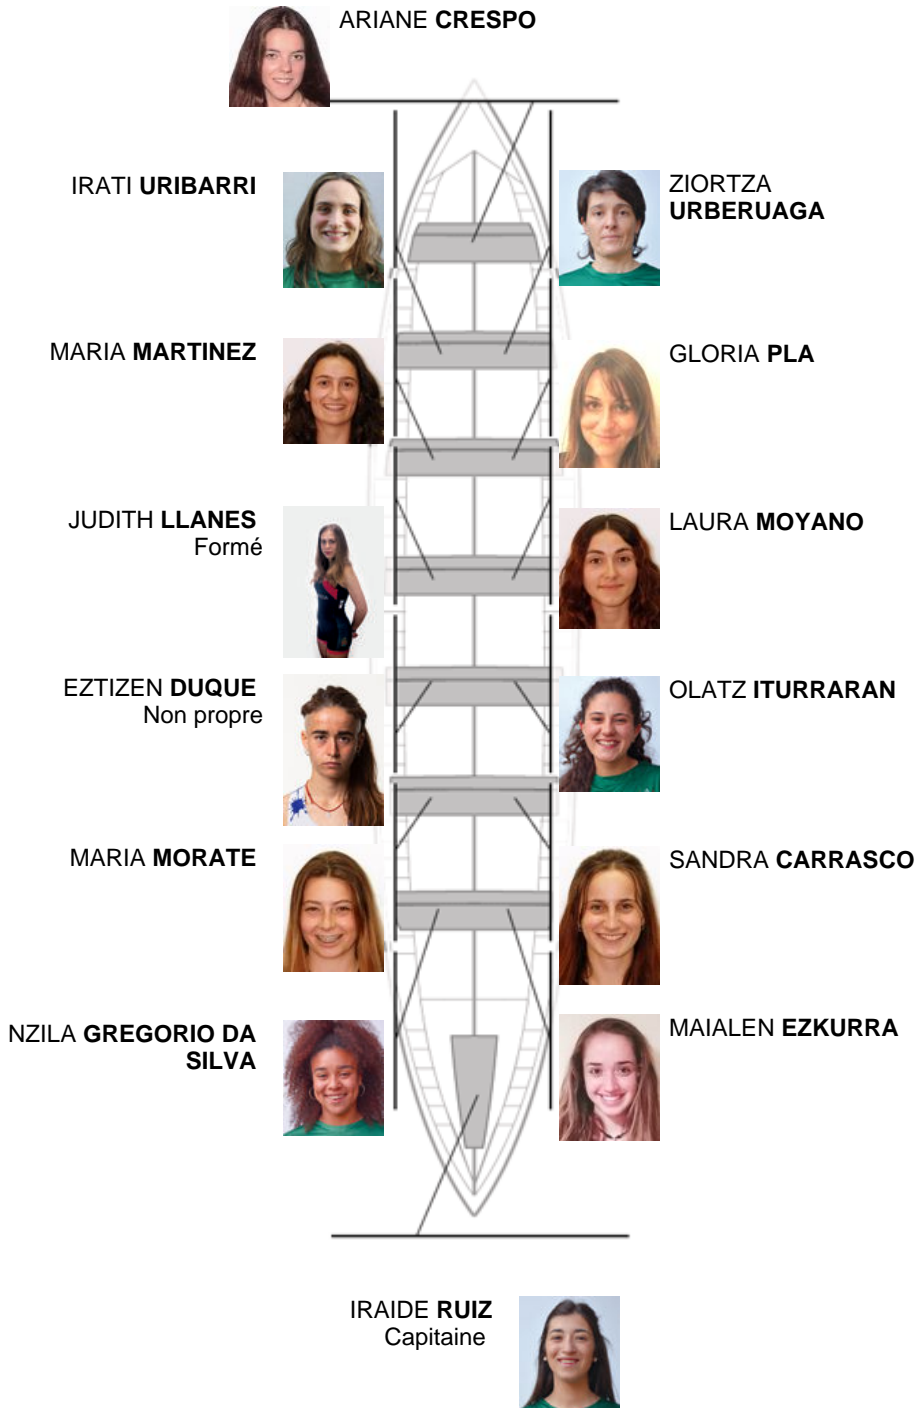 ARIANE CRESPO
IRATI URIBARRI
ZIORTZA
URBERUAGA
MARIA MARTINEZ
GLORIA PLA
JUDITH LLANES
Formé
LAURA MOYANO
EZTIZEN DUQUE
Non propre
OLATZ ITURRARAN
MARIA MORATE
SANDRA CARRASCO
NZILA GREGORIO DA
SILVA
MAIALEN EZKURRA
IRAIDE RUIZ
Capitaine